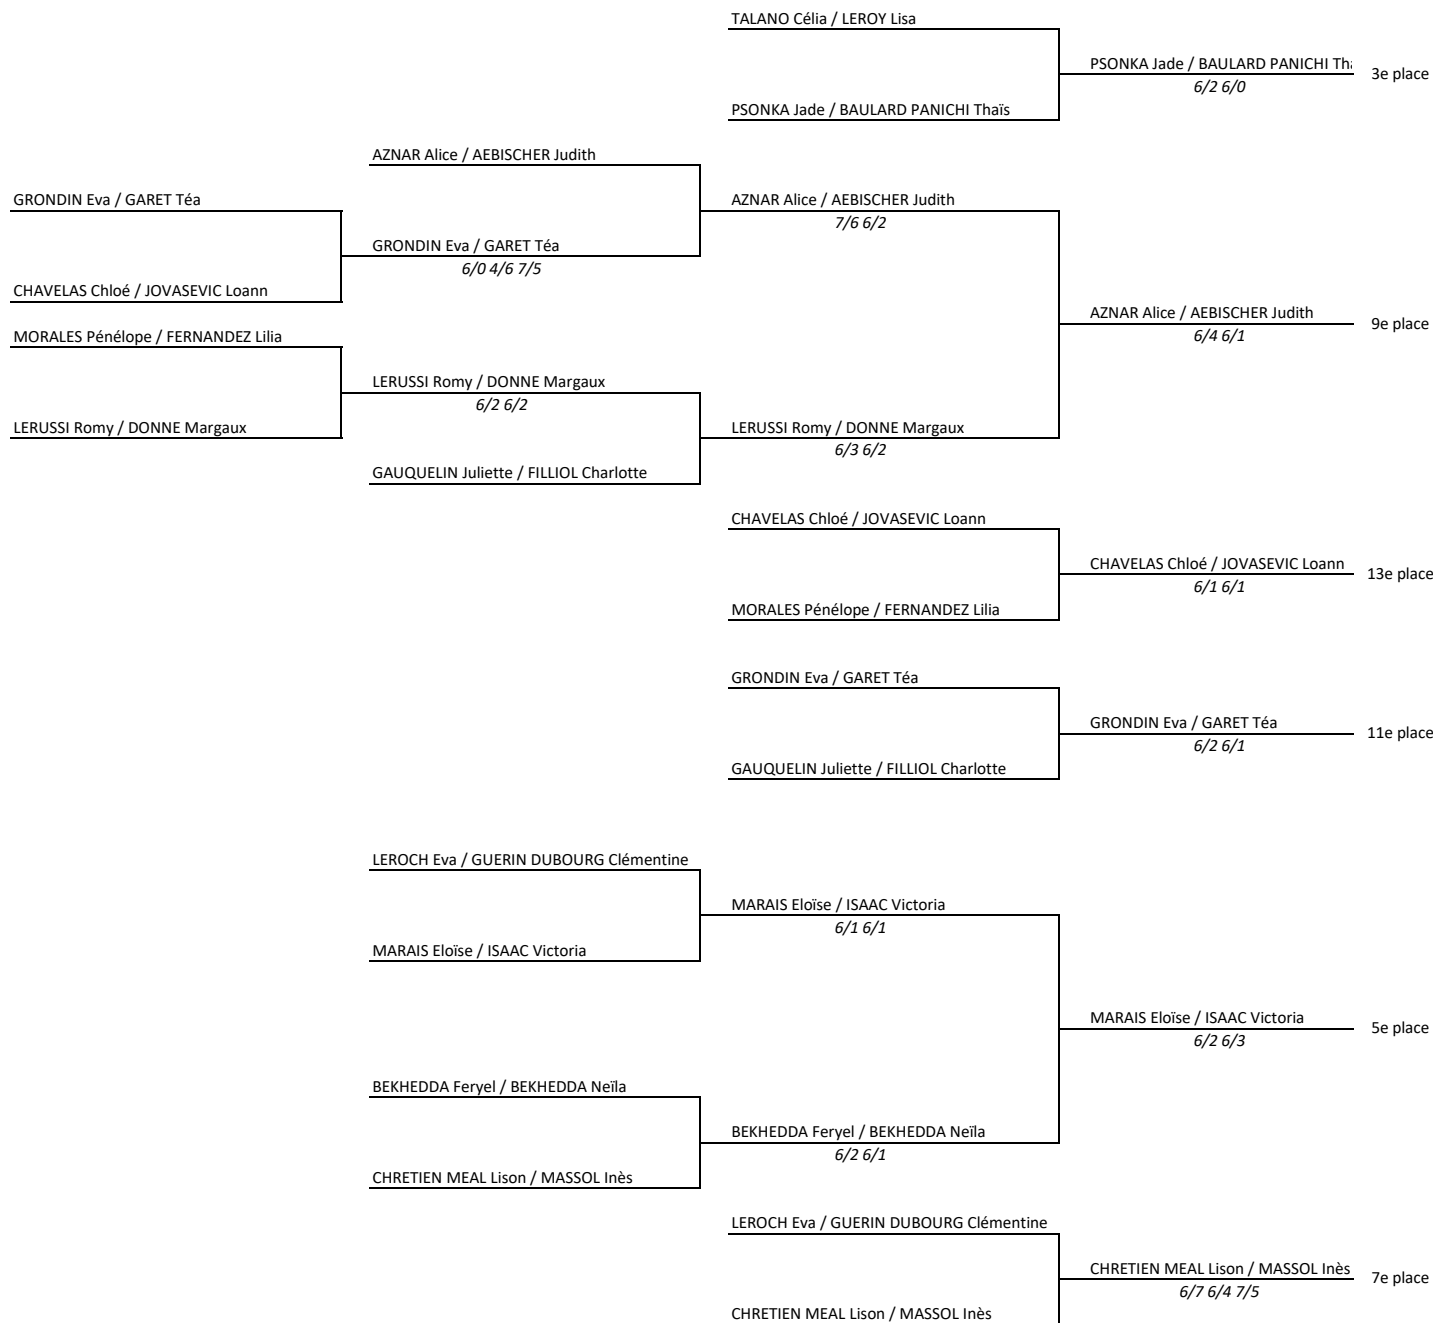 TALANO Célia / LEROY Lisa
PSONKA Jade / BAULARD PANICHI Tha
3e place
6/2 6/0
PSONKA Jade / BAULARD PANICHI Thaïs
AZNAR Alice / AEBISCHER Judith
GRONDIN Eva / GARET Téa
AZNAR Alice / AEBISCHER Judith
7/6 6/2
GRONDIN Eva / GARET Téa
6/0 4/6 7/5
CHAVELAS Chloé / JOVASEVIC Loann
AZNAR Alice / AEBISCHER Judith
9e place
6/4 6/1
MORALES Pénélope / FERNANDEZ Lilia
LERUSSI Romy / DONNE Margaux
6/2 6/2
LERUSSI Romy / DONNE Margaux
LERUSSI Romy / DONNE Margaux
6/3 6/2
GAUQUELIN Juliette / FILLIOL Charlotte
CHAVELAS Chloé / JOVASEVIC Loann
CHAVELAS Chloé / JOVASEVIC Loann
13e place
6/1 6/1
MORALES Pénélope / FERNANDEZ Lilia
GRONDIN Eva / GARET Téa
GRONDIN Eva / GARET Téa
11e place
6/2 6/1
GAUQUELIN Juliette / FILLIOL Charlotte
LEROCH Eva / GUERIN DUBOURG Clémentine
MARAIS Eloïse / ISAAC Victoria
6/1 6/1
MARAIS Eloïse / ISAAC Victoria
MARAIS Eloïse / ISAAC Victoria
5e place
6/2 6/3
BEKHEDDA Feryel / BEKHEDDA Neïla
BEKHEDDA Feryel / BEKHEDDA Neïla
6/2 6/1
CHRETIEN MEAL Lison / MASSOL Inès
LEROCH Eva / GUERIN DUBOURG Clémentine
CHRETIEN MEAL Lison / MASSOL Inès
7e place
6/7 6/4 7/5
CHRETIEN MEAL Lison / MASSOL Inès